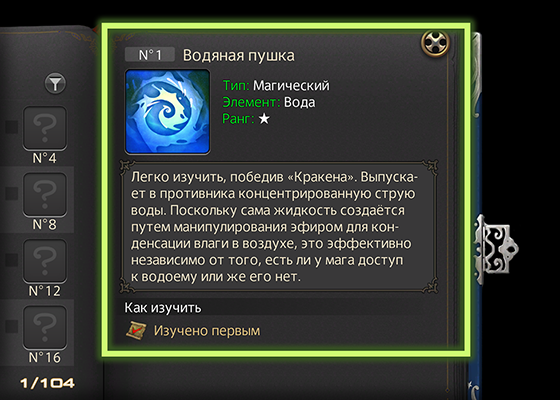 N°1 Водяная пушка
Тип: Магический
Элемент: Вода
Ранг: ★
Легко изучить, победив «Кракена». Выпуска-
ет в противника концентрированную струю
воды. Поскольку сама жидкость создаётся
путем манипулирования эфиром для кон-
денсации влаги в воздухе, это эффективно
независимо от того, есть ли у мага доступ
к водоему или же его нет.
Как изучить
Изучено первым
?
N°4
?
N°8
?
N°12
?
N°16
1/104